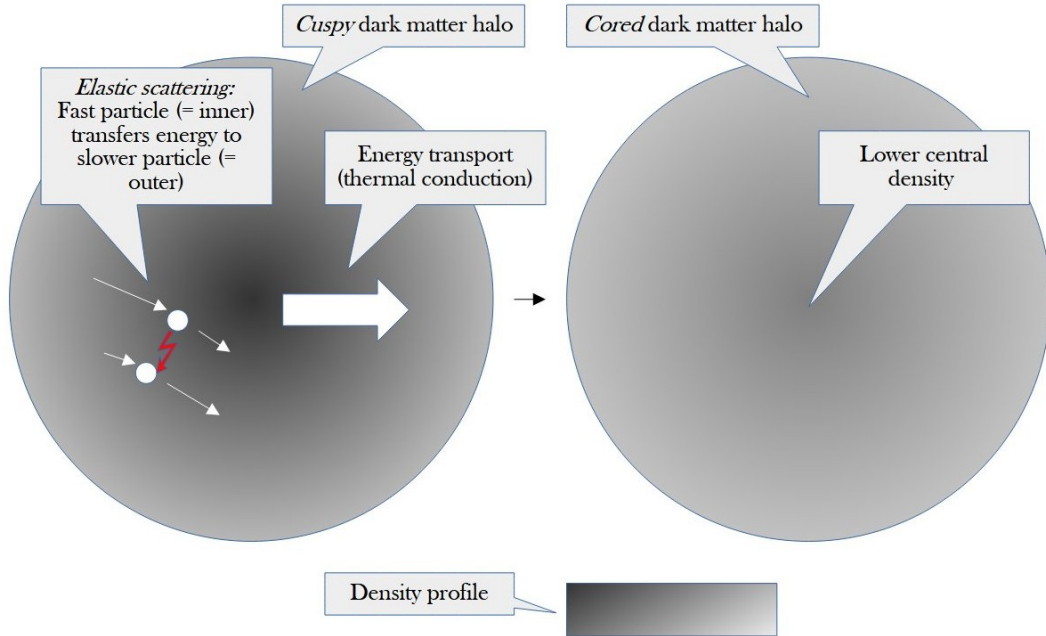 Cuspy dark matter halo
Cored dark matter halo
Elastic scattering:
Fast particle (= inner)
transfers energy to
slower particle (=
outer)
Energy transport
(thermal conduction)
Lower central
density
Density profile